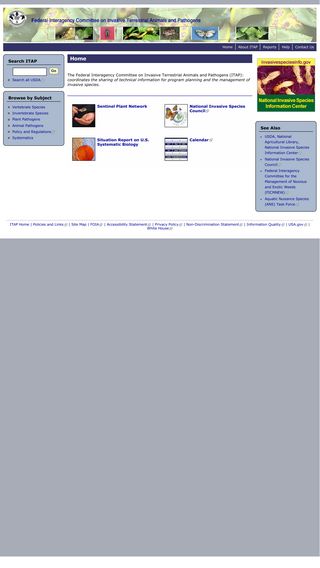 Federal Interagency Committee on Invasive Terrestrial Animals and Pathogens
Home | About ITAP | Reports | Help | Contact Us
Search ITAP
Go
Search all USDA
Browse by Subject
Vertebrate Species
Invertebrate Species
Plant Pathogens
Animal Pathogens
Policy and Regulations
Systematics
Home
The Federal Interagency Committee on Invasive Terrestrial Animals and Pathogens (ITAP):
coordinates the sharing of technical information for program planning and the management of
invasive species.
Sentinel Plant Network
National Invasive Species
Council
Situation Report on U.S.
Systematic Biology
Calendar
invasivespeciesinfo.gov
National Invasive Species
Information Center
See Also
USDA, National
Agricultural Library,
National Invasive Species
Information Center
National Invasive Species
Council
Federal Interagency
Committee for the
Management of Noxious
and Exotic Weeds
(FICMNEW)
Aquatic Nuisance Species
(ANS) Task Force
ITAP Home | Policies and Links | Site Map | FOIA | Accessibility Statement | Privacy Policy | Non-Discrimination Statement | Information Quality | USA.gov |
White House